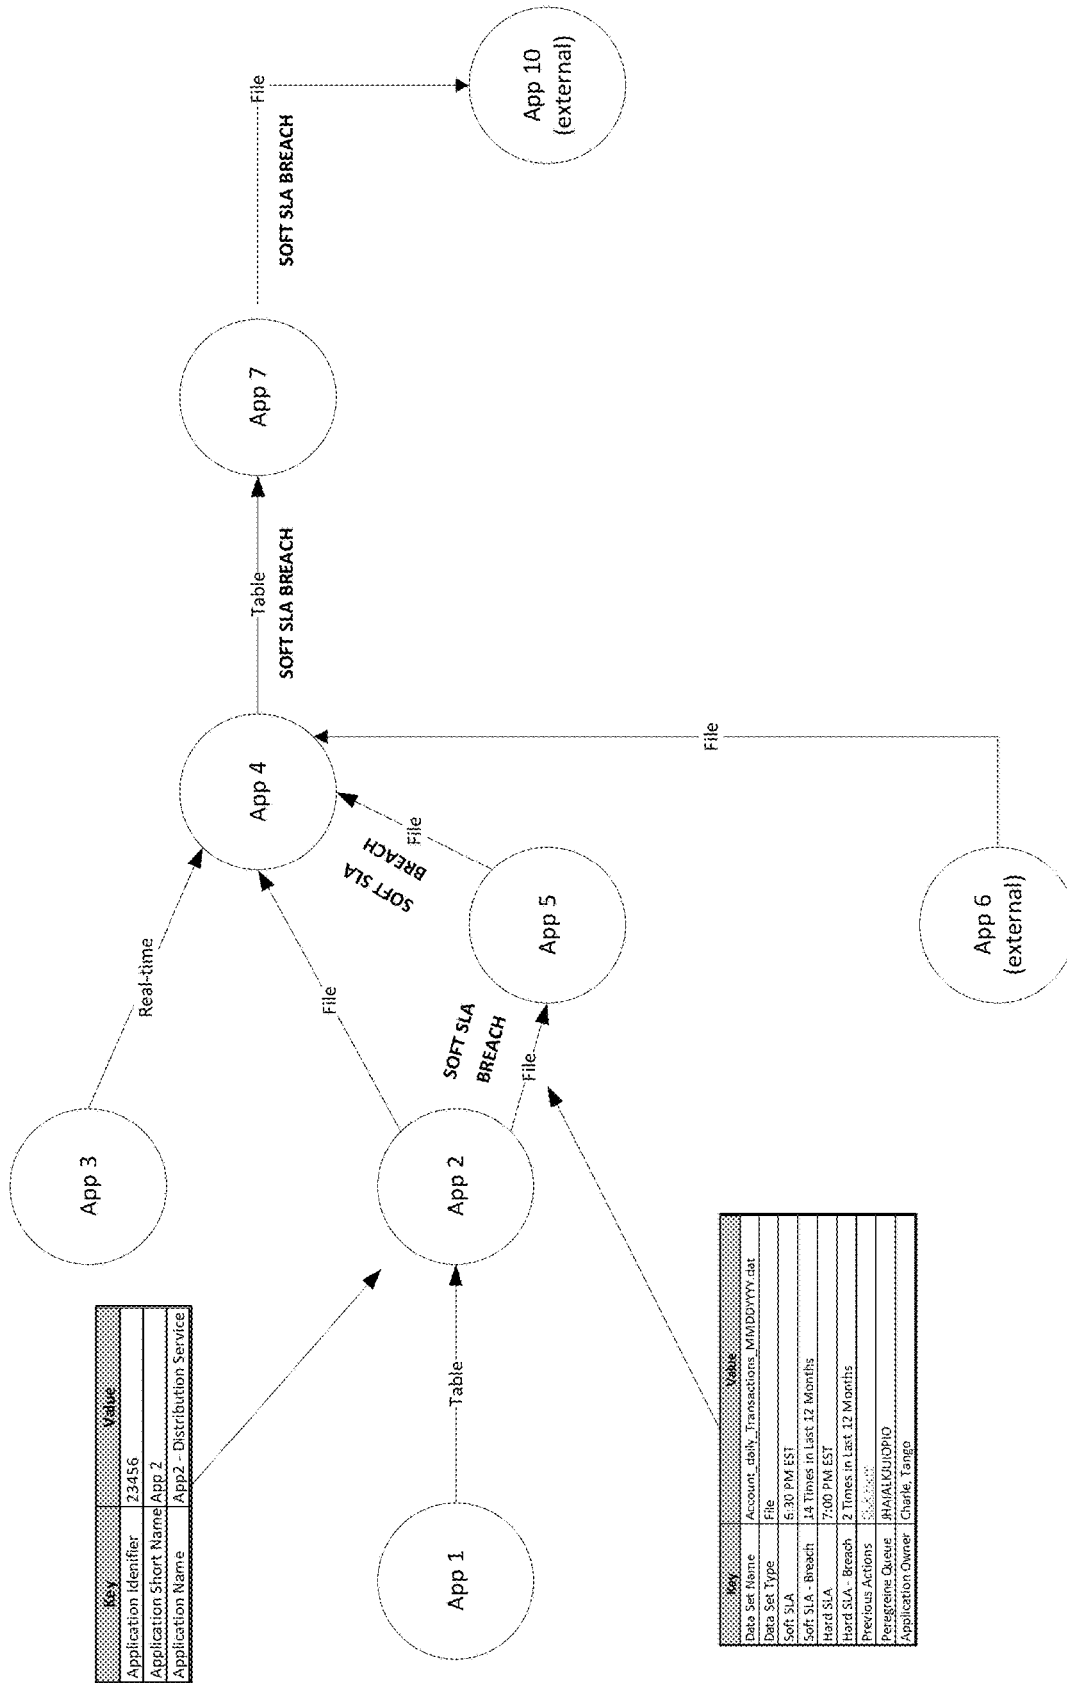 Key Value
Application Idenifier 23456
Application Short Name App 2
Application Name App2 - Distribution Service
App 3
Real-time
App 4
Table
SOFT SLA BREACH
App 7
File
SOFT SLA BREACH
File
SOFT SLA
BREACH
File
App 1
Table
App 2
SOFT SLA
BREACH
File
App 5
App 10
(external)
File
Key Value
Data Set Name Account_daily_Transactions_MMDDYYYY.dat
Data Set Type File
Soft SLA 6:30 PM EST
Soft SLA - Breach 14 Times in Last 12 Months
Hard SLA 7:00 PM EST
Hard SLA - Breach 2 Times in Last 12 Months
Previous Actions
Peregreine Queue
Application Owner Charle, Tango
App 6
(external)